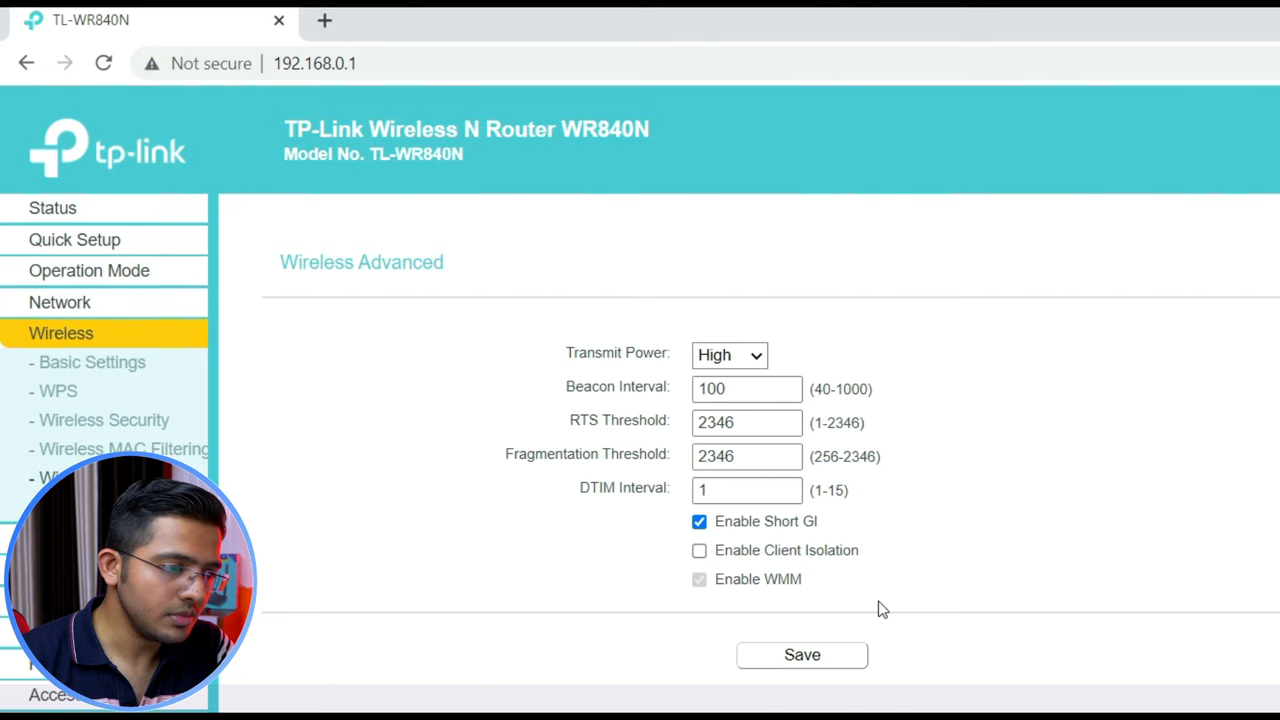 TL-WR840N
Not secure
192.168.0.1
tp-link
TP-Link Wireless N Router WR840N
Model No. TL-WR840N
Status
Quick Setup
Operation Mode
Network
Wireless
- Basic Settings
- WPS
- Wireless Security
- Wireless MAC Filtering
Wireless Advanced
Transmit Power: High
Beacon Interval: 100 (40-1000)
RTS Threshold: 2346 (1-2346)
Fragmentation Threshold: 2346 (256-2346)
DTIM Interval: 1 (1-15)
Enable Short GI
Enable Client Isolation
Enable WMM
Save